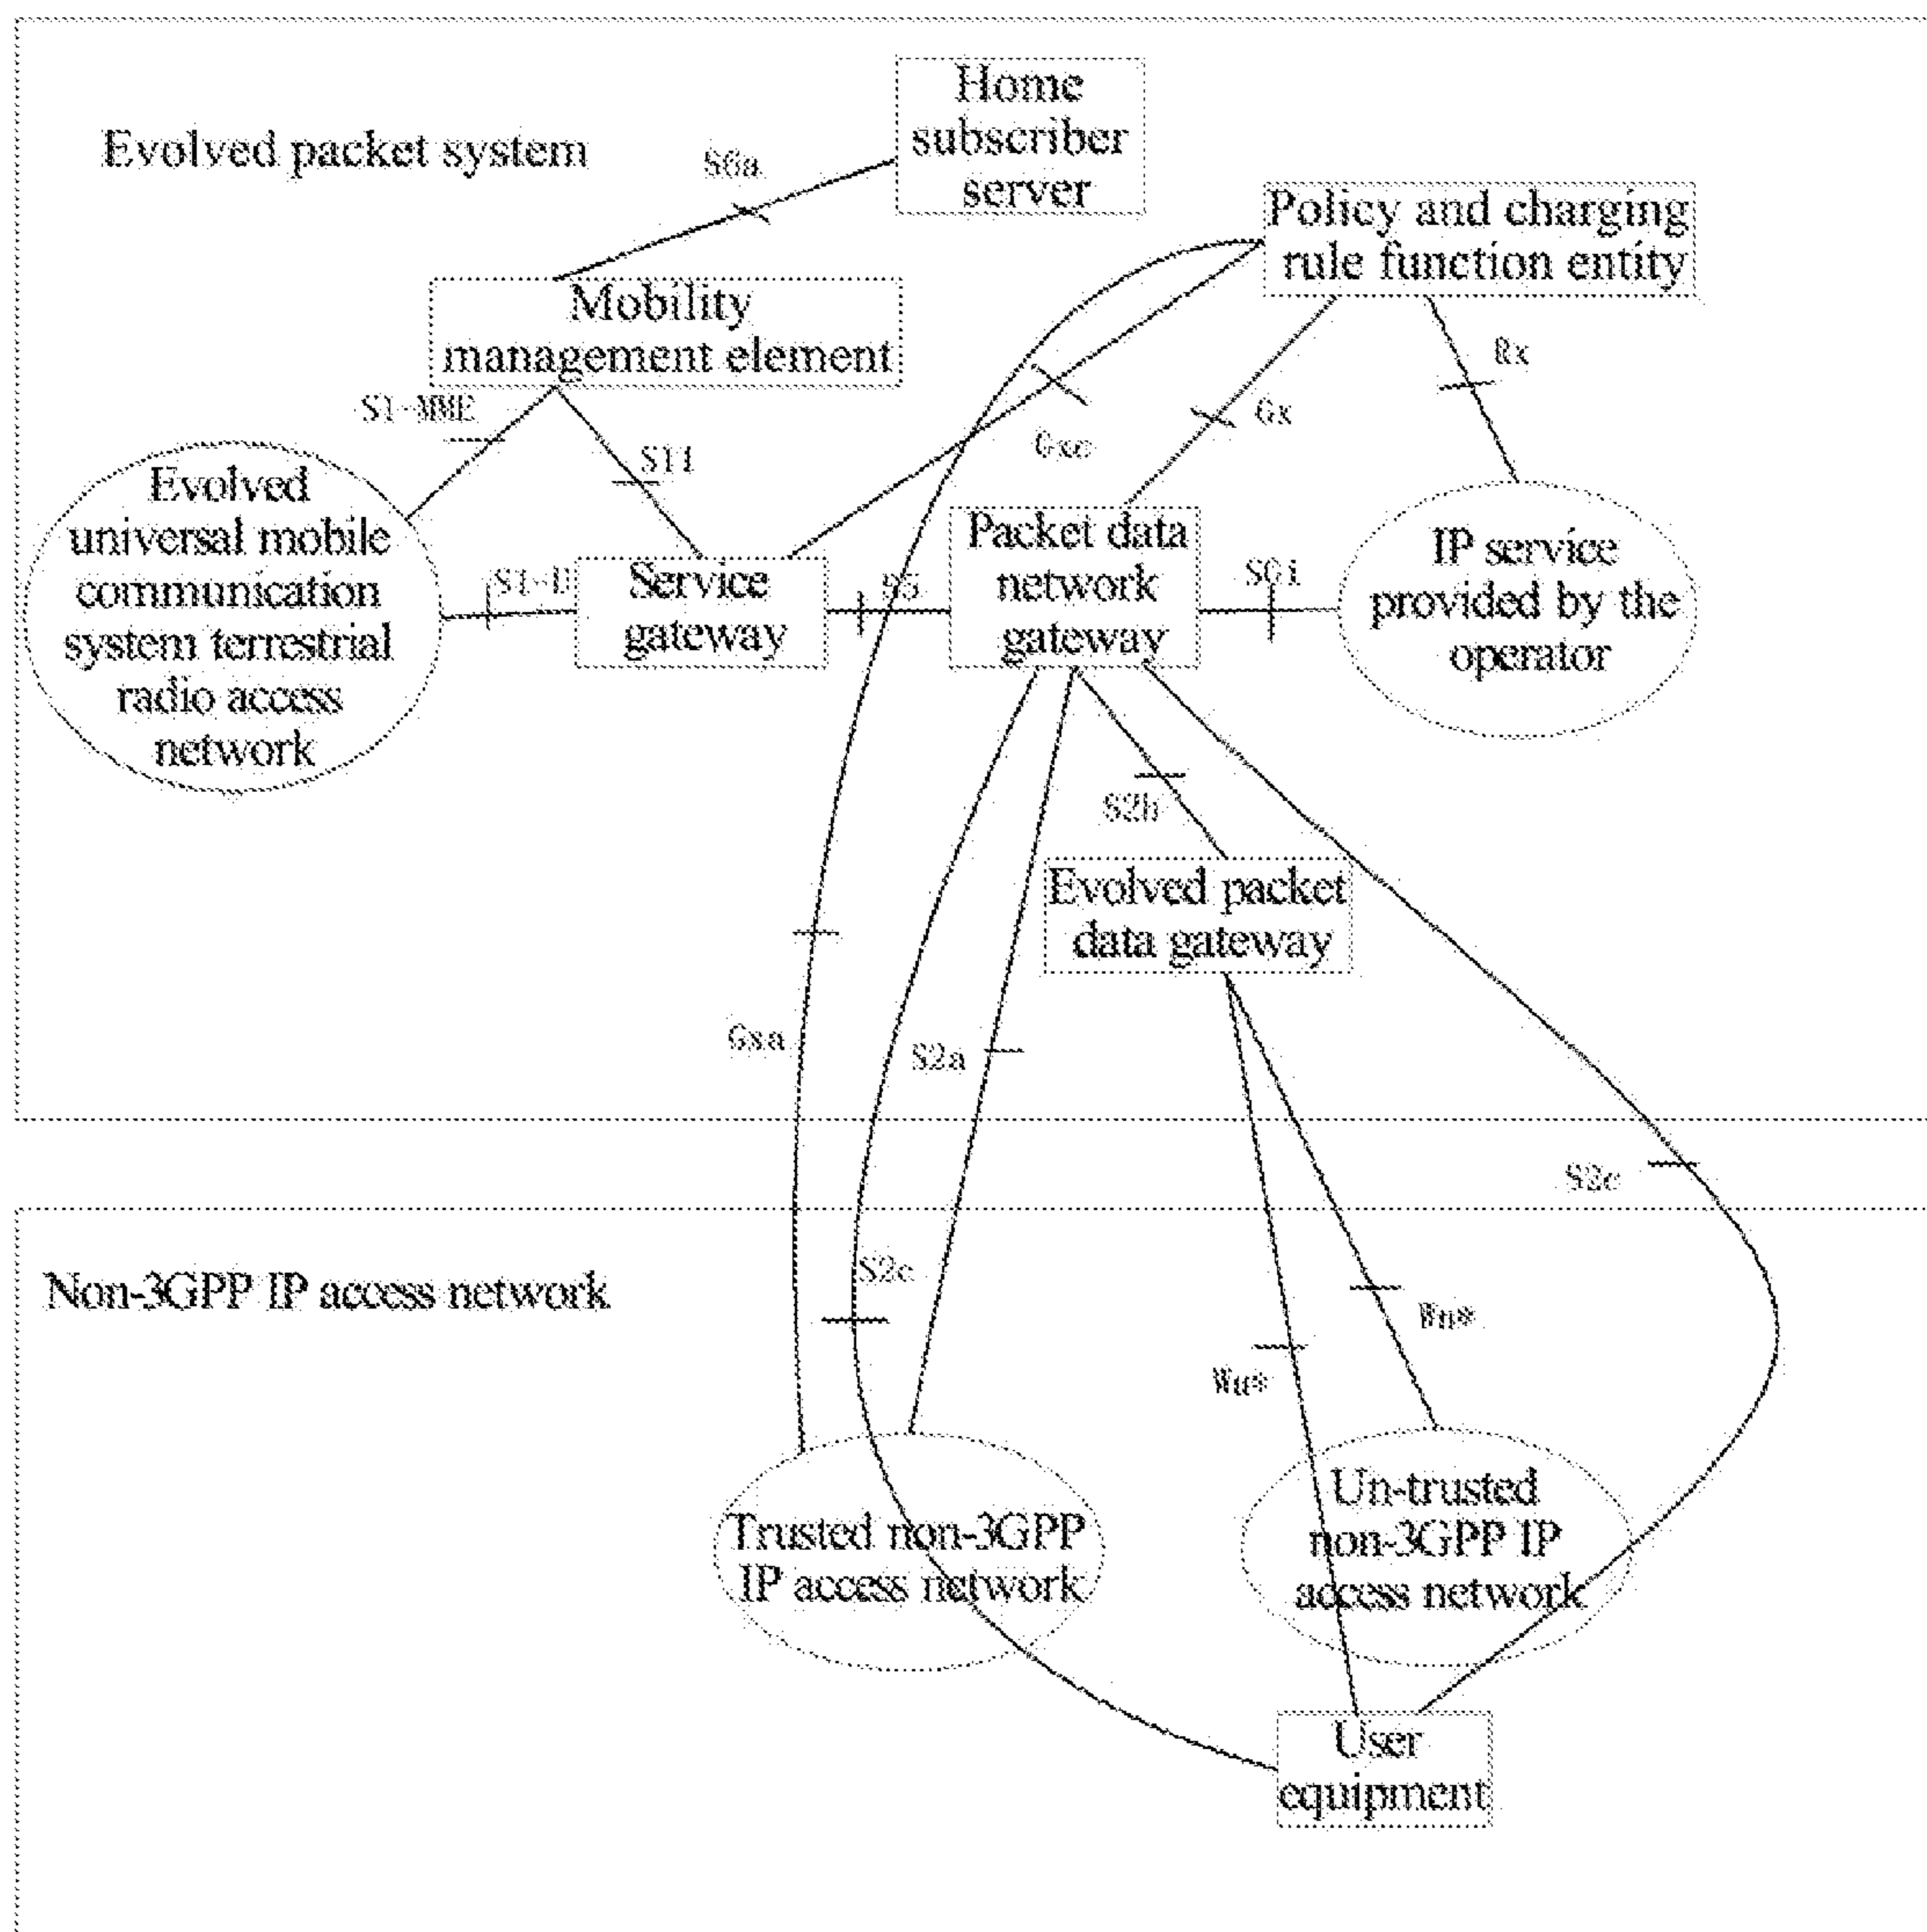 Home
subscriber
server
Evolved packet system
S6a
Policy and charging
rule function entity
Mobility
management element
S1-MME
S11
Rx
Gx
Gxc
Evolved
universal mobile
communication
system terrestrial
radio access
network
S1-U
Service
gateway
S5
Packet data
network
gateway
SGi
IP service
provided by the
operator
S2b
Evolved packet
data gateway
Gxa
S2a
S2c
Non-3GPP IP access network
S2c
Wn*
Wu*
Trusted non-3GPP
IP access network
Un-trusted
non-3GPP IP
access network
User
equipment